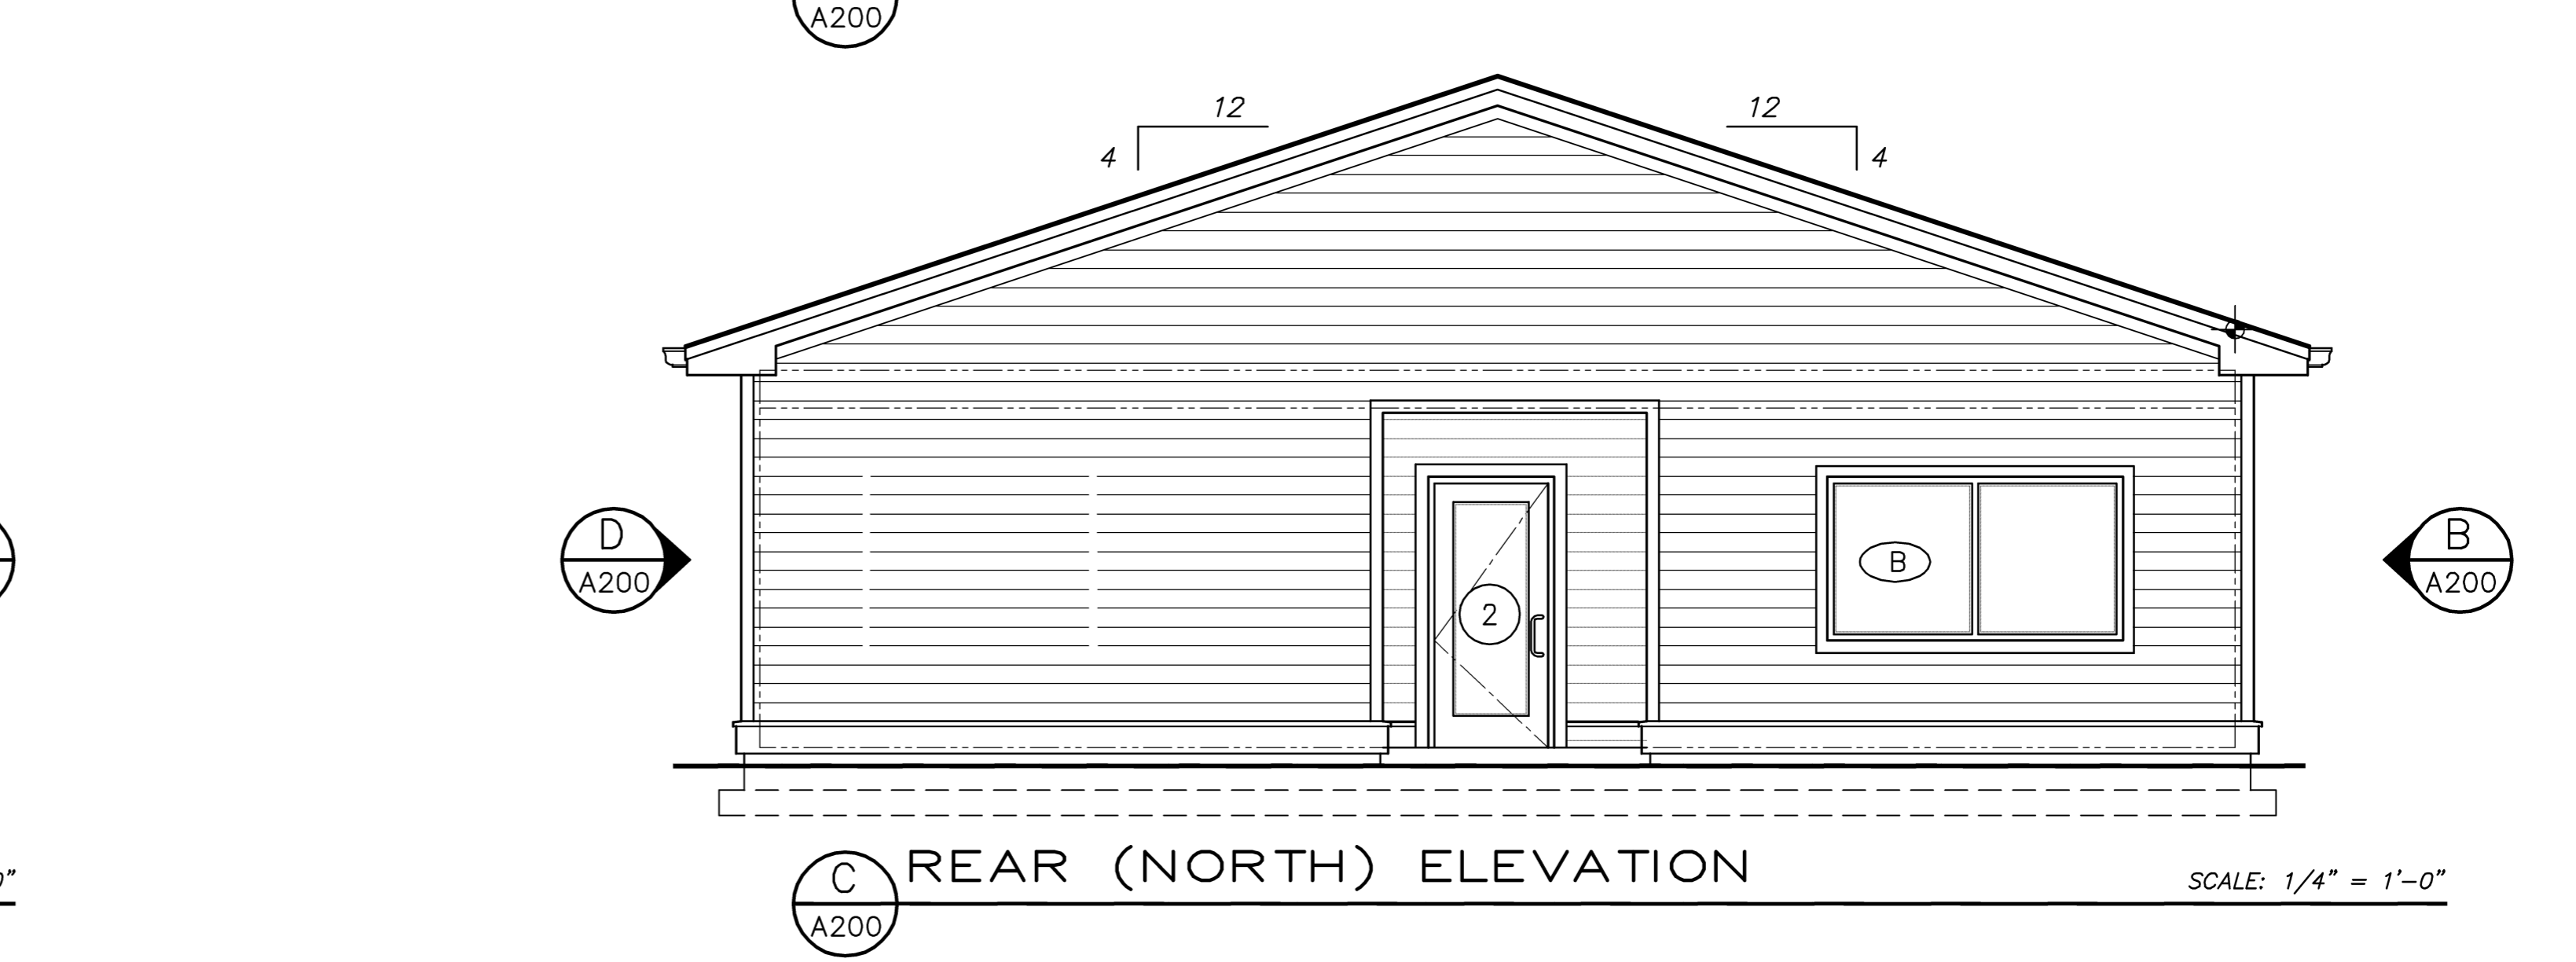 A200
12
12
4
4
D
A200
B
B
A200
2
C
REAR (NORTH) ELEVATION
SCALE: 1/4" = 1'-0"
A200